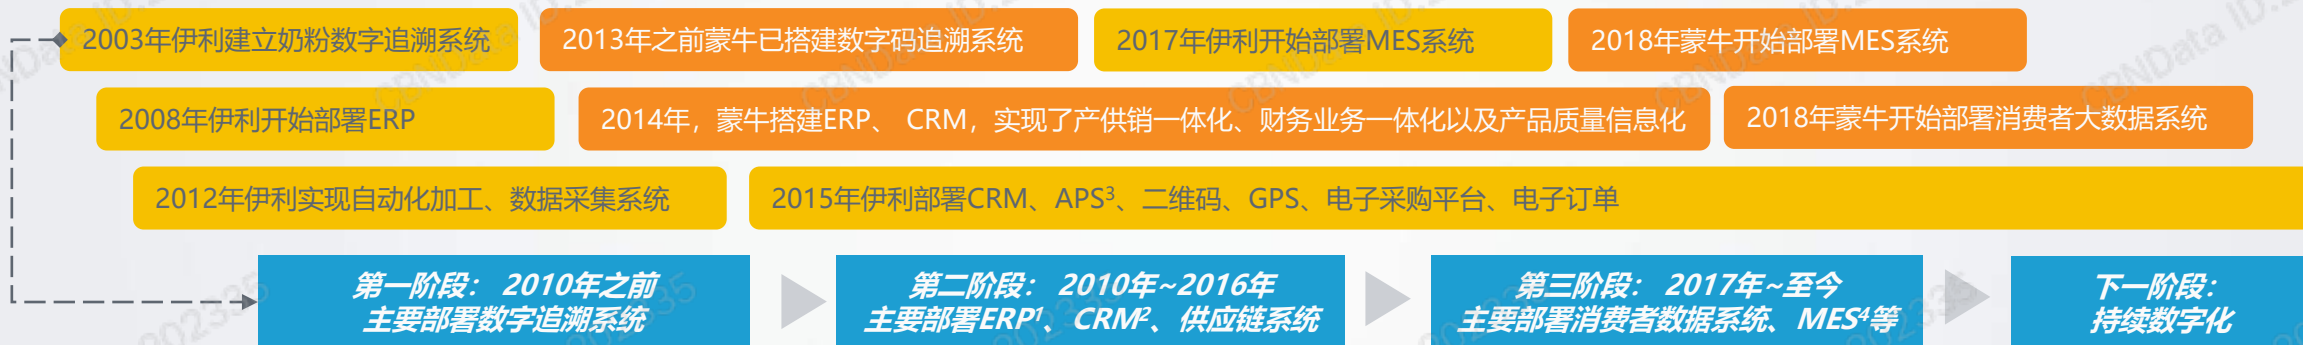 2003年伊利建立奶粉数字追溯系统
2013年之前蒙牛已搭建数字码追溯系统
2017年伊利开始部署MES系统
2018年蒙牛开始部署MES系统
2008年伊利开始部署ERP
2014年，蒙牛搭建ERP、 CRM，实现了产供销一体化、财务业务一体化以及产品质量信息化
2018年蒙牛开始部署消费者大数据系统
2012年伊利实现自动化加工、数据采集系统
2015年伊利部署CRM、APS³、二维码、GPS、电子采购平台、电子订单
第一阶段： 2010年之前
主要部署数字追溯系统
第二阶段： 2010年~2016年
主要部署ERP¹、CRM²、供应链系统
第三阶段： 2017年~至今
主要部署消费者数据系统、MES⁴等
下一阶段：
持续数字化